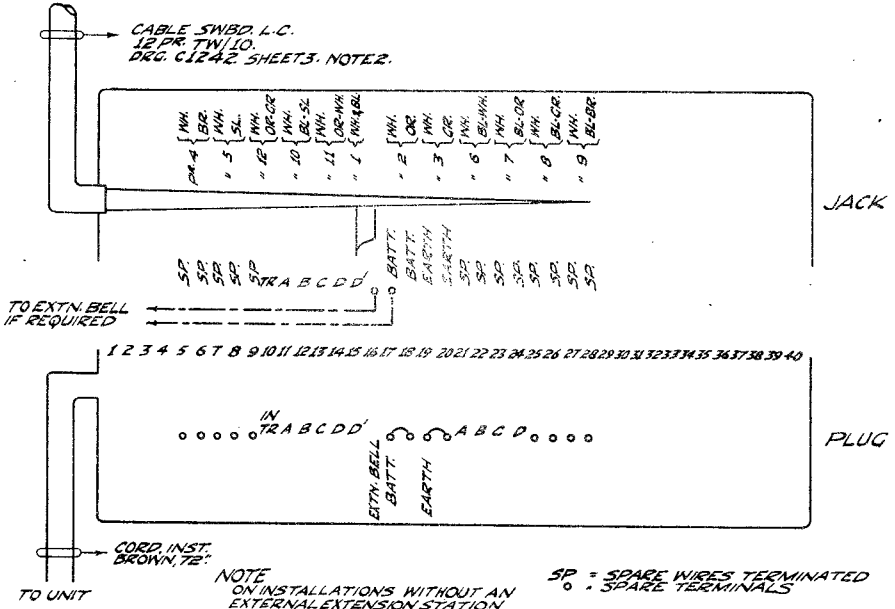 CABLE SWBD. L.C.
12 PR. TW/10.
DRG. C1242 SHEET 3. NOTE 2.
WH. BR. WH. SL. WH. OR-GR WH. BL-SL WH. OR-WH. WH.&BL WH. OR. WH. GR. WH. BL-WH. WH. BL-OR WH. BL-GR. WH. BL-BR.
PR. 4 " 5 " 12 " 10 " 11 " 1 " 2 " 3 " 6 " 7 " 8 " 9
JACK
SP. SP. SP. SP. SP TR A B C D D' BATT. BATT. EARTH EARTH SP. SP. SP. SP. SP. SP. SP. SP.
TO EXTN. BELL
IF REQUIRED
1 2 3 4 5 6 7 8 9 10 11 12 13 14 15 16 17 18 19 20 21 22 23 24 25 26 27 28 29 30 31 32 33 34 35 36 37 38 39 40
IN
TR A B C D D' A B C D
PLUG
EXTN. BELL BATT. EARTH
CORD, INST.
BROWN, 72".
TO UNIT
NOTE
ON INSTALLATIONS WITHOUT AN
EXTERNAL EXTENSION STATION
SP = SPARE WIRES TERMINATED
o . SPARE TERMINALS